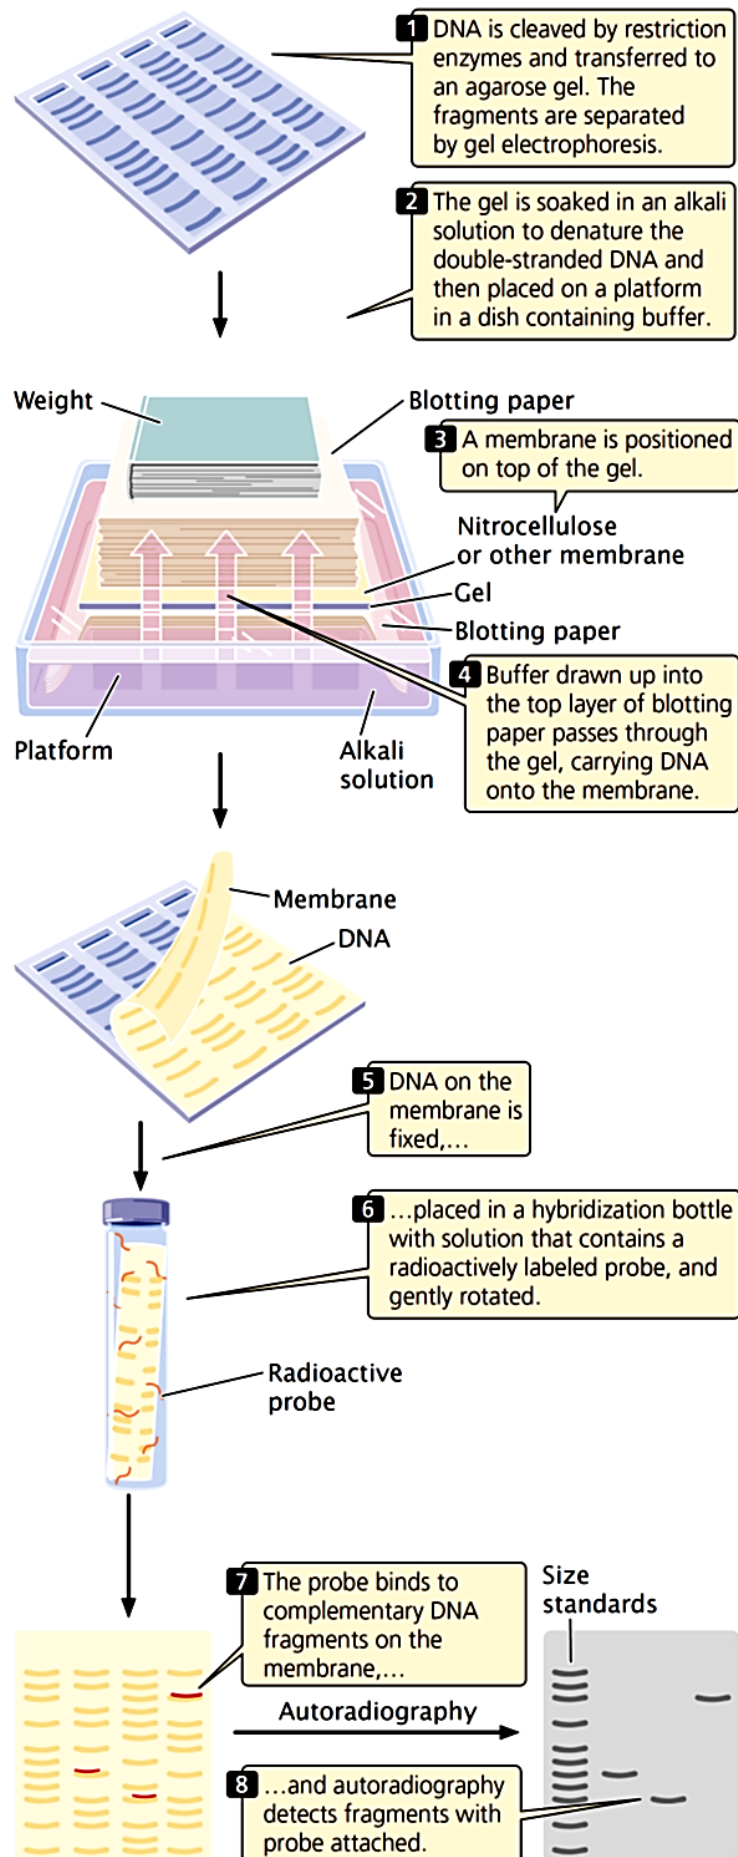 1 DNA is cleaved by restriction
enzymes and transferred to
an agarose gel. The
fragments are separated
by gel electrophoresis.
2 The gel is soaked in an alkali
solution to denature the
double-stranded DNA and
then placed on a platform
in a dish containing buffer.
Weight
Blotting paper
3 A membrane is positioned
on top of the gel.
Nitrocellulose
or other membrane
Gel
Blotting paper
4 Buffer drawn up into
the top layer of blotting
paper passes through
the gel, carrying DNA
onto the membrane.
Platform
Alkali
solution
Membrane
DNA
5 DNA on the
membrane is
fixed,…
6 …placed in a hybridization bottle
with solution that contains a
radioactively labeled probe, and
gently rotated.
Radioactive
probe
7 The probe binds to
complementary DNA
fragments on the
membrane,…
Size
standards
Autoradiography
8 …and autoradiography
detects fragments with
probe attached.